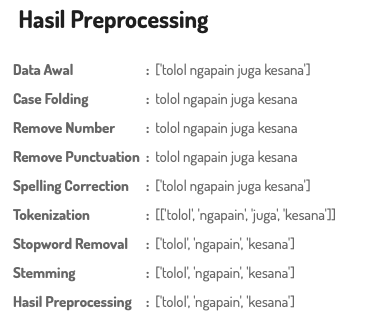 Hasil Preprocessing
Data Awal : ['tolol ngapain juga kesana']
Case Folding : tolol ngapain juga kesana
Remove Number : tolol ngapain juga kesana
Remove Punctuation : tolol ngapain juga kesana
Spelling Correction : ['tolol ngapain juga kesana']
Tokenization : [['tolol', 'ngapain', 'juga', 'kesana']]
Stopword Removal : ['tolol', 'ngapain', 'kesana']
Stemming : ['tolol', 'ngapain', 'kesana']
Hasil Preprocessing : ['tolol', 'ngapain', 'kesana']